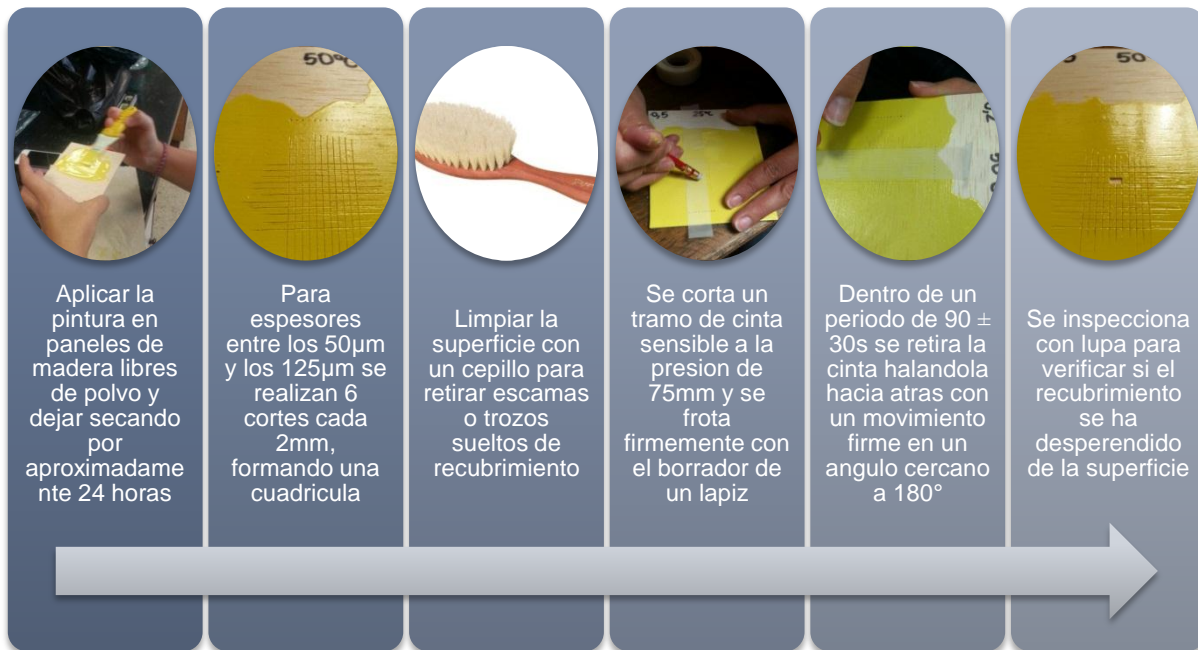 50°C
25°C
50
Aplicar la
pintura en
paneles de
madera libres
de polvo y
dejar secando
por
aproximadame
nte 24 horas
Para
espesores
entre los 50µm
y los 125µm se
realizan 6
cortes cada
2mm,
formando una
cuadricula
Limpiar la
superficie con
un cepillo para
retirar escamas
o trozos
sueltos de
recubrimiento
Se corta un
tramo de cinta
sensible a la
presion de
75mm y se
frota
firmemente con
el borrador de
un lapiz
Dentro de un
periodo de 90 ±
30s se retira la
cinta halandola
hacia atras con
un movimiento
firme en un
angulo cercano
a 180°
Se inspecciona
con lupa para
verificar si el
recubrimiento
se ha
desperendido
de la superficie